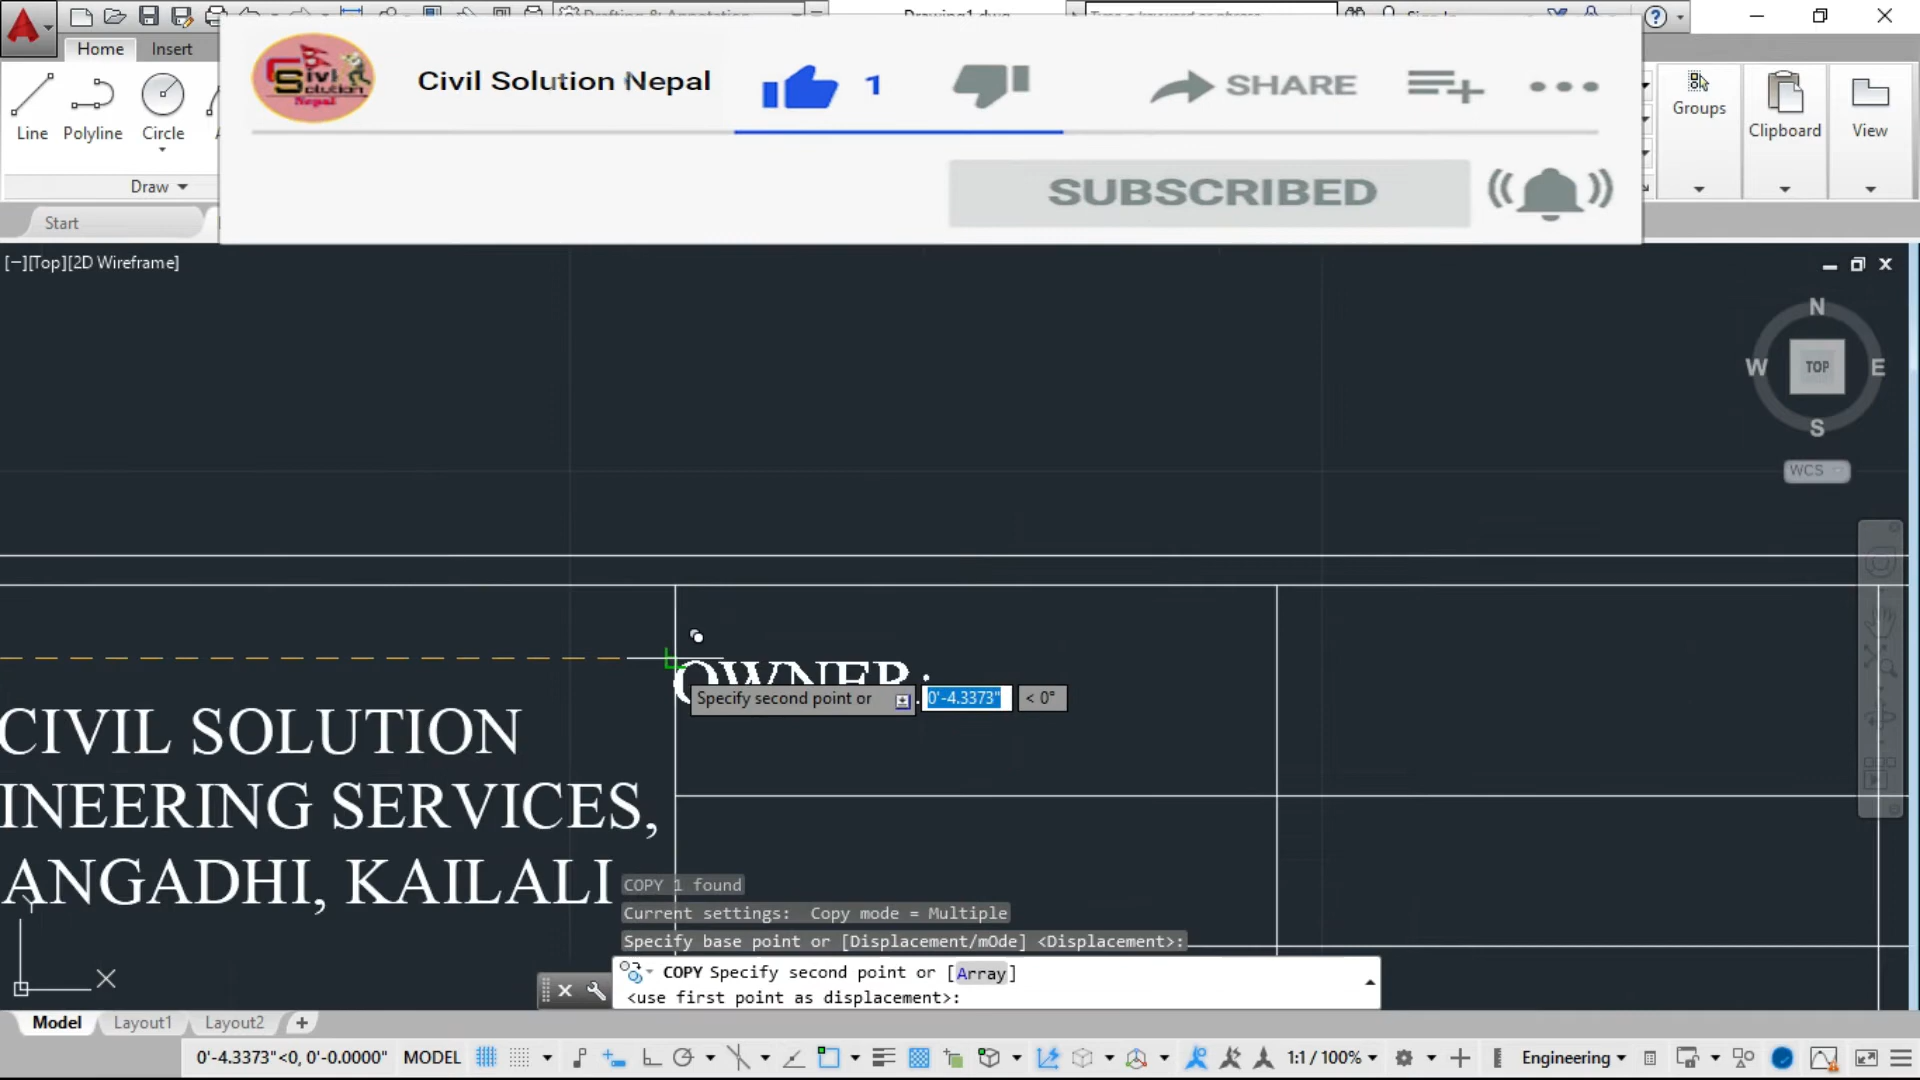 Home
Insert
Civil Solution Nepal
1
SHARE
SUBSCRIBED
Civil
Solution
Nepal
Line
Polyline
Circle
Draw
Groups
Clipboard
View
Start
[−][Top][2D Wireframe]
N
W
TOP
E
S
WCS
OWNER:
Specify second point or
0'-4.3373"
< 0°
CIVIL SOLUTION
INEERING SERVICES,
ANGADHI, KAILALI
COPY 1 found
Current settings:  Copy mode = Multiple
Specify base point or [Displacement/mOde] <Displacement>:
COPY Specify second point or [Array]
<use first point as displacement>:
Y
X
Model
Layout1
Layout2
+
0'-4.3373"<0, 0'-0.0000"
MODEL
1:1 / 100%
Engineering